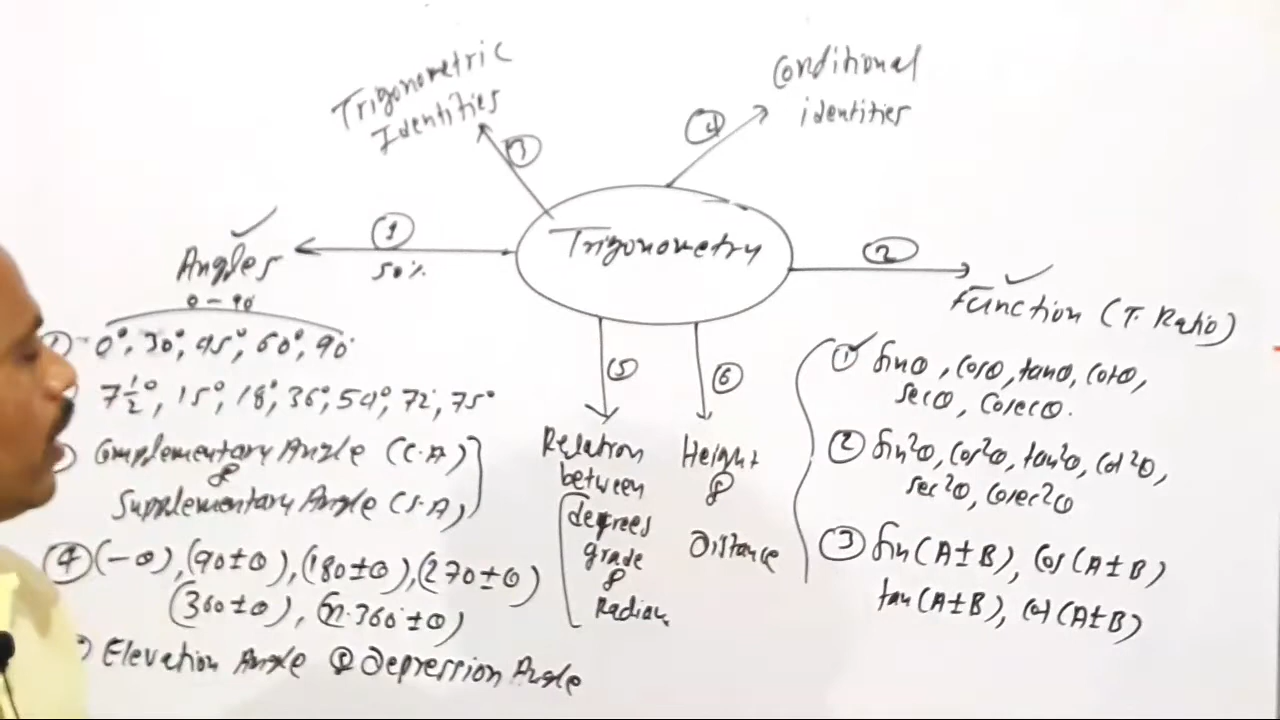 Trigonometric
Identities
③
Conditional
identities
④
Trigonometry
Angles
①
50%
0 - 90
0°, 30°, 45°, 60°, 90°
7 1/2°, 15°, 18°, 36°, 54°, 72°, 75°
Complementary Angle (C.A)
&
Supplementary Angle (S.A)
④ (-θ), (90±θ), (180±θ), (270±θ)
(360±θ), (n.360°±θ)
Elevation Angle & Depression Angle
⑤
Relation
between
degrees
grade
&
Radian
⑥
Height
&
Distance
②
Function (T. Ratio)
① Sinθ, Cosθ, tanθ, Cotθ,
Secθ, Cosecθ.
② Sin²θ, Cos²θ, tan²θ, Cot²θ,
sec²θ, Cosec²θ
③ Sin(A±B), Cos(A±B)
tan(A±B), Cot(A±B)